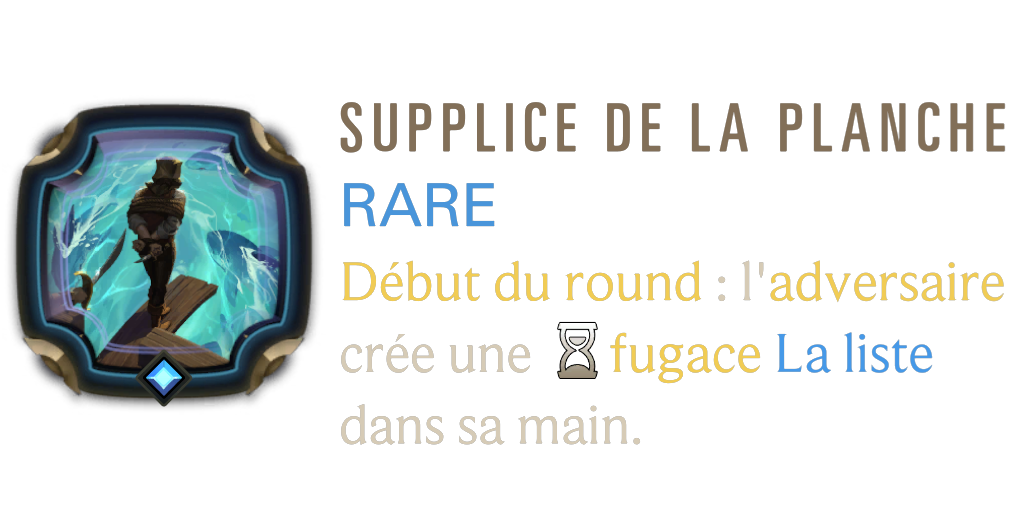 SUPPLICE DE LA PLANCHE
RARE
Début du round : l'adversaire
crée une fugace La liste
dans sa main.